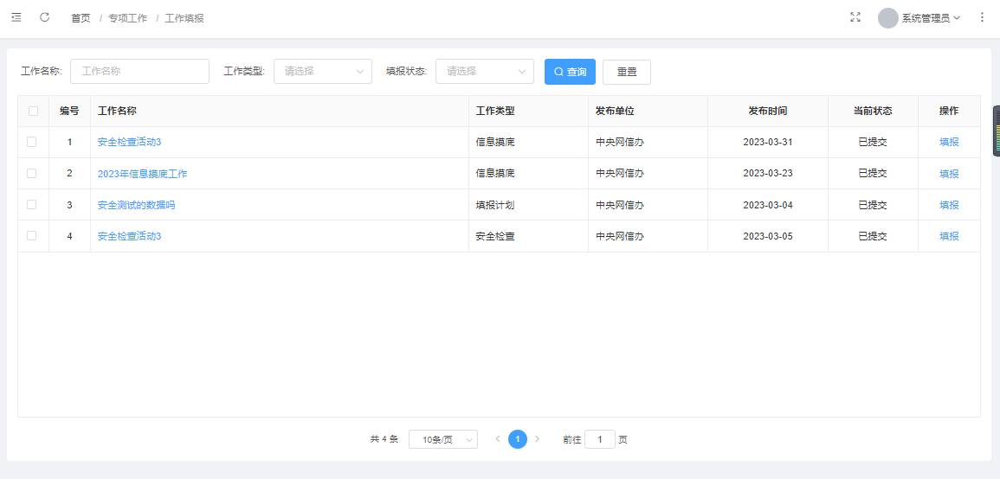 首页 / 专项工作 / 工作填报 系统管理员
工作名称: 工作名称 工作类型: 请选择 填报状态: 请选择 查询 重置
编号 工作名称 工作类型 发布单位 发布时间 当前状态 操作
1 安全检查活动3 信息摸底 中央网信办 2023-03-31 已提交 填报
2 2023年信息摸底工作 信息摸底 中央网信办 2023-03-23 已提交 填报
3 安全测试的数据吗 填报计划 中央网信办 2023-03-04 已提交 填报
4 安全检查活动3 安全检查 中央网信办 2023-03-05 已提交 填报
共 4 条 10条/页 1 前往 1 页